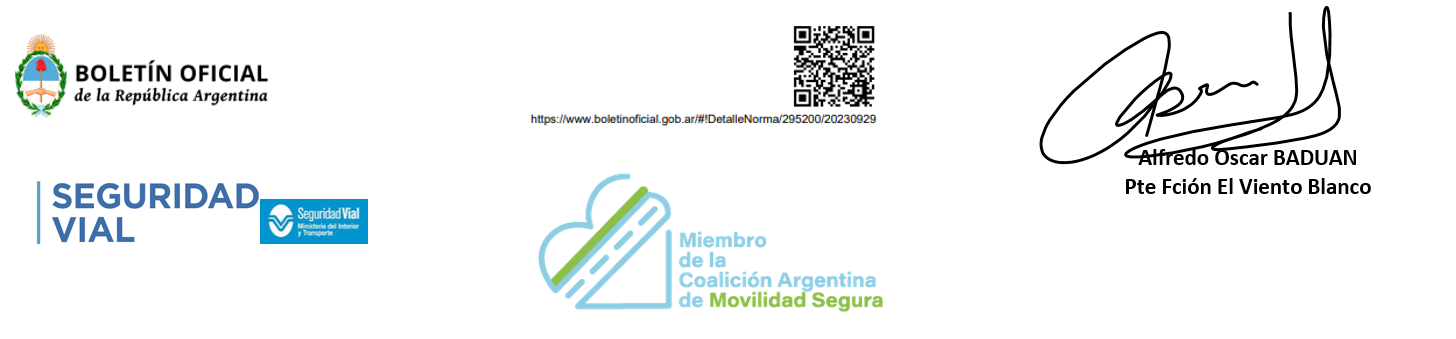 BOLETÍN OFICIAL
de la República Argentina
https://www.boletinoficial.gob.ar/#!DetalleNorma/295200/20230929
Alfredo Oscar BADUAN
Pte Fción El Viento Blanco
SEGURIDAD
VIAL
Seguridad Vial
Ministerio del Interior
y Transporte
Miembro
de la
Coalición Argentina
de Movilidad Segura